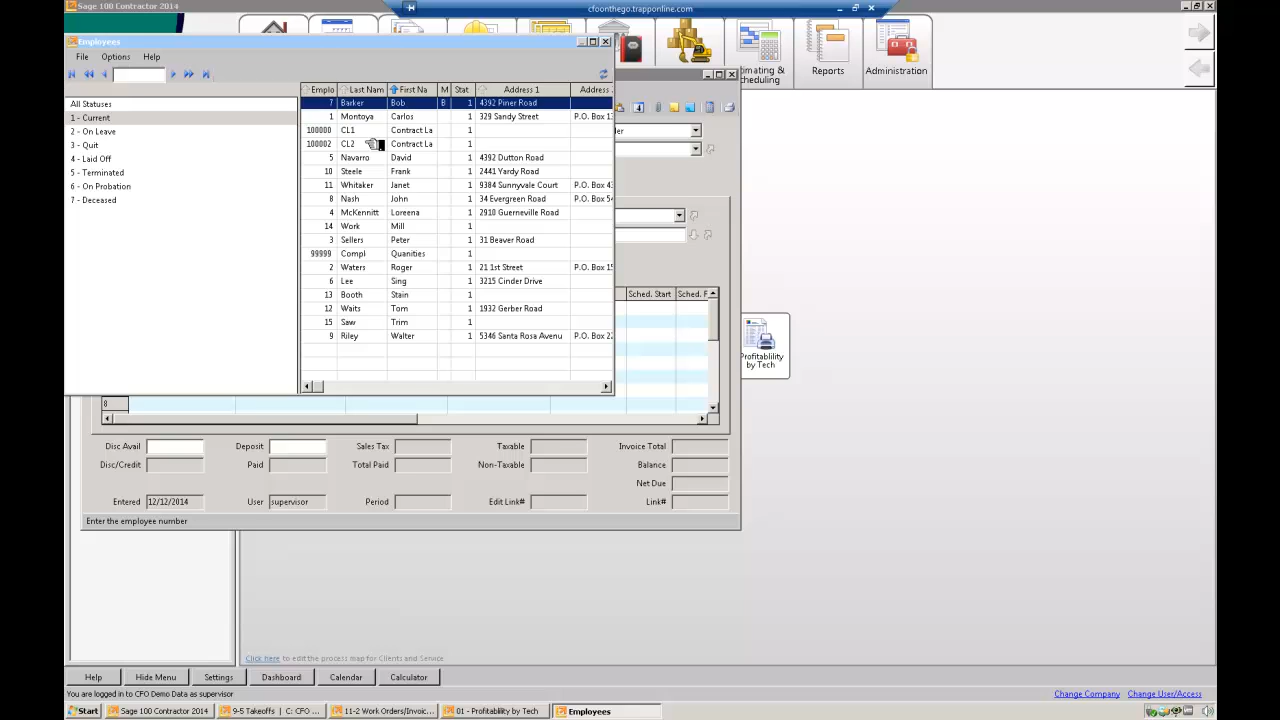 Sage 100 Contractor 2014
cfoonthego.trapponline.com
Employees
File Options Help
Estimating &
Scheduling
Reports
Administration
Emplo Last Nam First Na M Stat Address 1 Address
All Statuses
1 - Current
2 - On Leave
3 - Quit
4 - Laid Off
5 - Terminated
6 - On Probation
7 - Deceased
7 Barker Bob B 1 4392 Piner Road
1 Montoya Carlos 1 329 Sandy Street P.O. Box 1
100000 CL1 Contract La 1
100002 CL2 Contract La 1
5 Navarro David 1 4392 Dutton Road
10 Steele Frank 1 2441 Yardy Road
11 Whitaker Janet 1 9384 Sunnyvale Court P.O. Box 4
8 Nash John 1 34 Evergreen Road P.O. Box 54
4 McKennitt Loreena 1 2910 Guerneville Road
14 Work Mill 1
3 Sellers Peter 1 31 Beaver Road
99999 Compl Quanities 1
2 Waters Roger 1 21 1st Street P.O. Box 15
6 Lee Sing 1 3215 Cinder Drive
13 Booth Stain 1
12 Waits Tom 1 1932 Gerber Road
15 Saw Trim 1
9 Riley Walter 1 5346 Santa Rosa Avenu P.O. Box 22
der
Sched. Start Sched. F
Profitablility
by Tech
8
Disc Avail Deposit Sales Tax Taxable Invoice Total
Disc/Credit Paid Total Paid Non-Taxable Balance
Net Due
Entered 12/12/2014 User supervisor Period Edit Link# Link#
Enter the employee number
Click here to edit the process map for Clients and Service
Help Hide Menu Settings Dashboard Calendar Calculator
You are logged in to CFO Demo Data as supervisor
Change Company Change User/Access
Start Sage 100 Contractor 2014 9-5 Takeoffs | C: CFO ... 11-2 Work Orders/Invoic... 01 - Profitability by Tech Employees